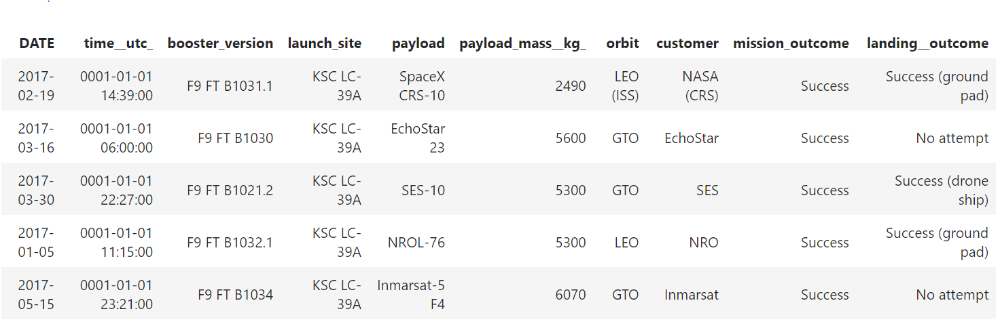 DATE time__utc_ booster_version launch_site payload payload_mass__kg_ orbit customer mission_outcome landing__outcome
2017-02-19 0001-01-01 14:39:00 F9 FT B1031.1 KSC LC-39A SpaceX CRS-10 2490 LEO (ISS) NASA (CRS) Success Success (ground pad)
2017-03-16 0001-01-01 06:00:00 F9 FT B1030 KSC LC-39A EchoStar 23 5600 GTO EchoStar Success No attempt
2017-03-30 0001-01-01 22:27:00 F9 FT B1021.2 KSC LC-39A SES-10 5300 GTO SES Success Success (drone ship)
2017-01-05 0001-01-01 11:15:00 F9 FT B1032.1 KSC LC-39A NROL-76 5300 LEO NRO Success Success (ground pad)
2017-05-15 0001-01-01 23:21:00 F9 FT B1034 KSC LC-39A Inmarsat-5 F4 6070 GTO Inmarsat Success No attempt